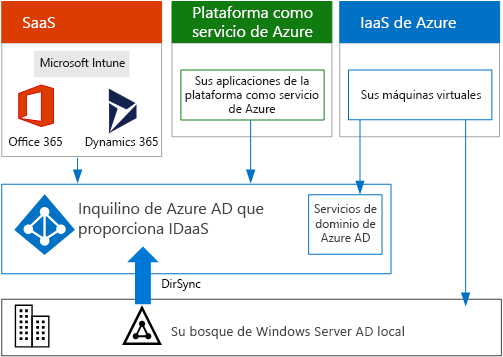 SaaS
Microsoft Intune
Office 365
Dynamics 365
Plataforma como
servicio de Azure
Sus aplicaciones de la
plataforma como servicio
de Azure
IaaS de Azure
Sus máquinas virtuales
Inquilino de Azure AD que
proporciona IDaaS
Servicios de
dominio de
Azure AD
DirSync
Su bosque de Windows Server AD local